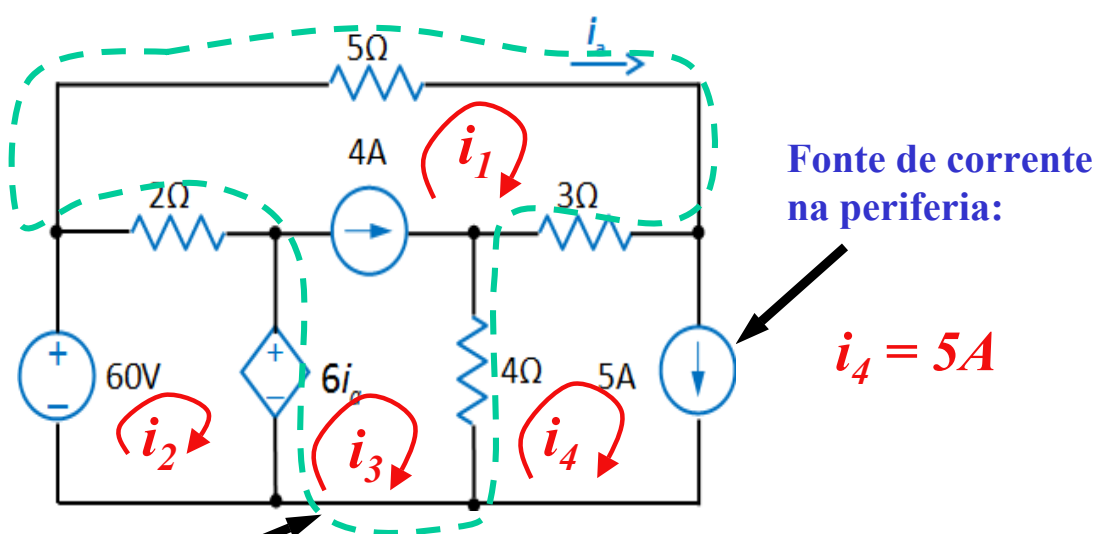 iₐ
5Ω
i₁
4A
2Ω
3Ω
Fonte de corrente
na periferia:
60V
6iₐ
4Ω
5A
i₄ = 5A
i₂
i₃
i₄